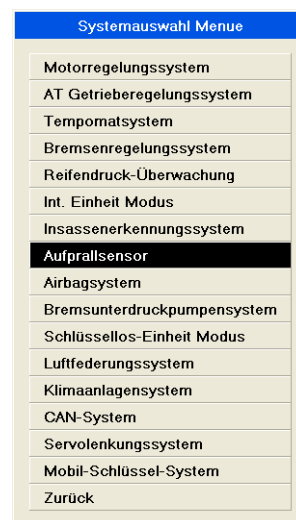 Systemauswahl Menue
Motorregelungssystem
AT Getrieberegelungssystem
Tempomatsystem
Bremsenregelungssystem
Reifendruck-Überwachung
Int. Einheit Modus
Insassenerkennungssystem
Aufprallsensor
Airbagsystem
Bremsunterdruckpumpensystem
Schlüssellos-Einheit Modus
Luftfederungssystem
Klimaanlagensystem
CAN-System
Servolenkungssystem
Mobil-Schlüssel-System
Zurück